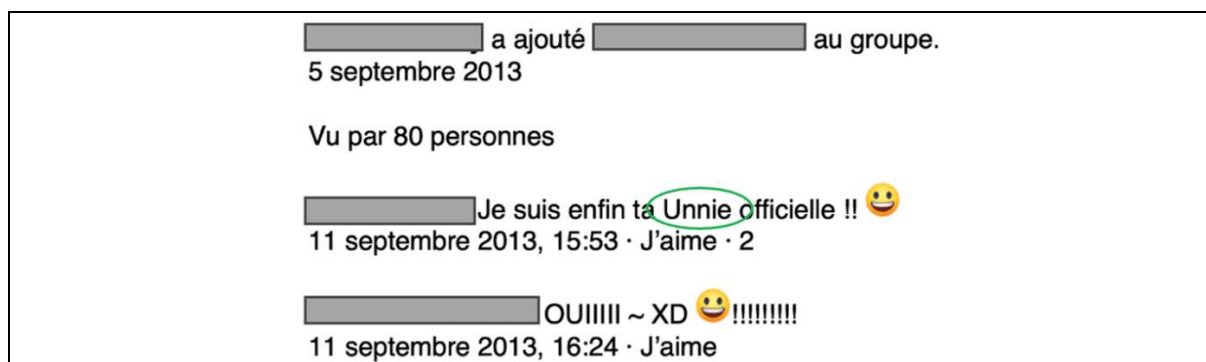 a ajouté au groupe.
5 septembre 2013
Vu par 80 personnes
Je suis enfin ta Unnie officielle !! 😀
11 septembre 2013, 15:53 · J'aime · 2
OUIIIII ~ XD 😀!!!!!!!!!
11 septembre 2013, 16:24 · J'aime